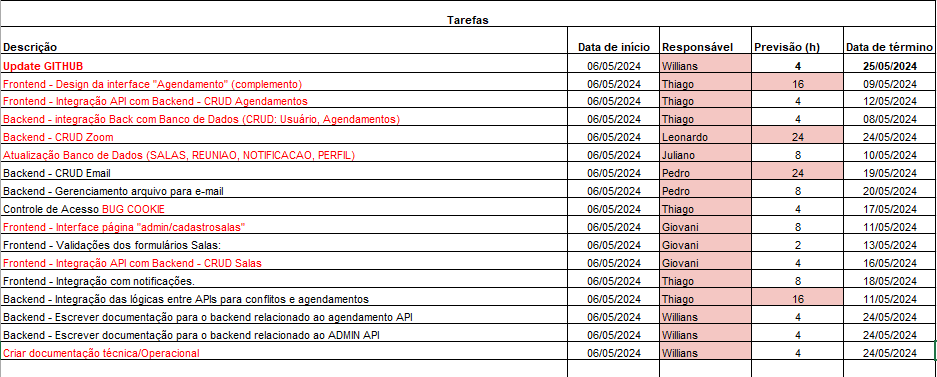 Tarefas
Descrição Data de início Responsável Previsão (h) Data de término
Update GITHUB 06/05/2024 Willians 4 25/05/2024
Frontend - Design da interface "Agendamento" (complemento) 06/05/2024 Thiago 16 09/05/2024
Frontend - Integração API com Backend - CRUD Agendamentos 06/05/2024 Thiago 4 12/05/2024
Backend - integração Back com Banco de Dados (CRUD: Usuário, Agendamentos) 06/05/2024 Thiago 4 08/05/2024
Backend - CRUD Zoom 06/05/2024 Leonardo 24 24/05/2024
Atualização Banco de Dados (SALAS, REUNIAO, NOTIFICACAO, PERFIL) 06/05/2024 Juliano 8 10/05/2024
Backend - CRUD Email 06/05/2024 Pedro 24 19/05/2024
Backend - Gerenciamento arquivo para e-mail 06/05/2024 Pedro 8 20/05/2024
Controle de Acesso BUG COOKIE 06/05/2024 Thiago 4 17/05/2024
Frontend - Interface página "admin/cadastrosalas" 06/05/2024 Giovani 8 11/05/2024
Frontend - Validações dos formulários Salas: 06/05/2024 Giovani 2 13/05/2024
Frontend - Integração API com Backend - CRUD Salas 06/05/2024 Giovani 4 16/05/2024
Frontend - Integração com notificações. 06/05/2024 Thiago 8 18/05/2024
Backend - Integração das lógicas entre APIs para conflitos e agendamentos 06/05/2024 Thiago 16 11/05/2024
Backend - Escrever documentação para o backend relacionado ao agendamento API 06/05/2024 Willians 4 24/05/2024
Backend - Escrever documentação para o backend relacionado ao ADMIN API 06/05/2024 Willians 4 24/05/2024
Criar documentação técnica/Operacional 06/05/2024 Willians 4 24/05/2024